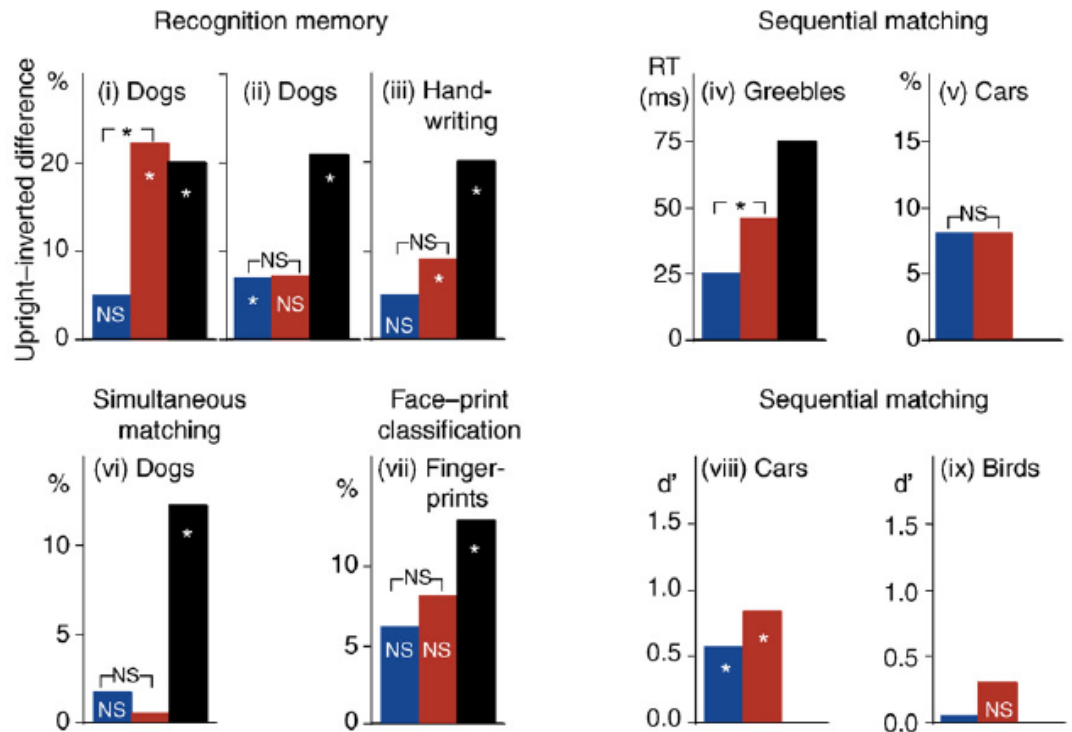 Recognition memory
Sequential matching
Upright–inverted difference
%
(i) Dogs
(ii) Dogs
(iii) Hand-
writing
RT
(ms)
(iv) Greebles
%
(v) Cars
20
10
0
*
*
*
NS
NS
*
NS
*
NS
*
NS
*
75
50
25
0
*
15
10
5
0
NS
Simultaneous
matching
Face–print
classification
Sequential matching
%
(vi) Dogs
%
(vii) Finger-
prints
d'
(viii) Cars
d'
(ix) Birds
10
5
0
NS
NS
*
10
5
0
NS
NS
NS
*
1.5
1.0
0.5
0.0
*
*
1.5
1.0
0.5
0.0
NS